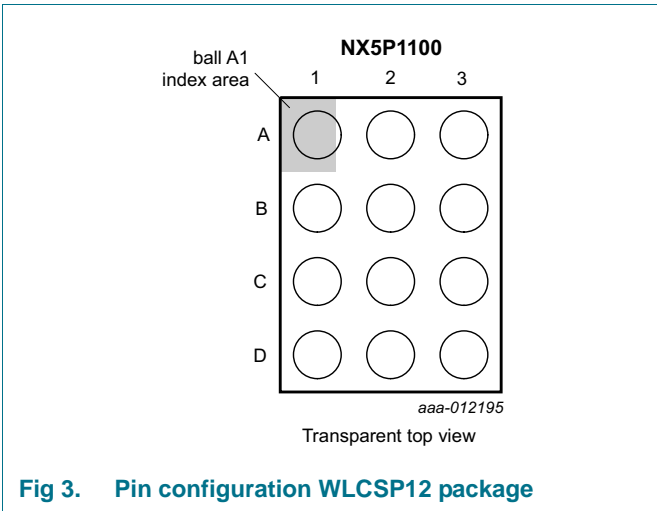 NX5P1100
ball A1
index area
1 2 3
A
B
C
D
aaa-012195
Transparent top view
Fig 3. Pin configuration WLCSP12 package